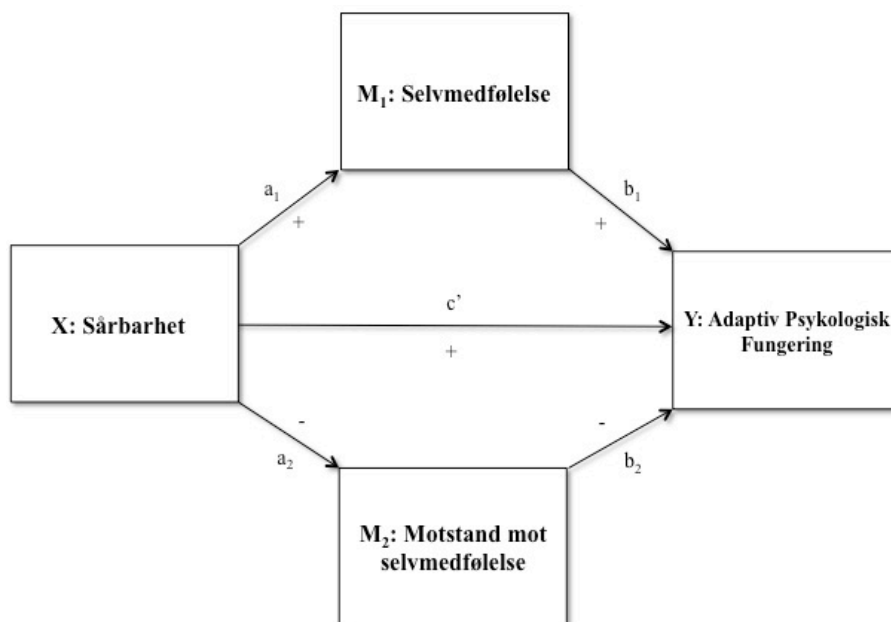 M₁: Selvmedfølelse
a₁
+
b₁
+
X: Sårbarhet
c’
+
Y: Adaptiv Psykologisk
Fungering
-
a₂
-
b₂
M₂: Motstand mot
selvmedfølelse